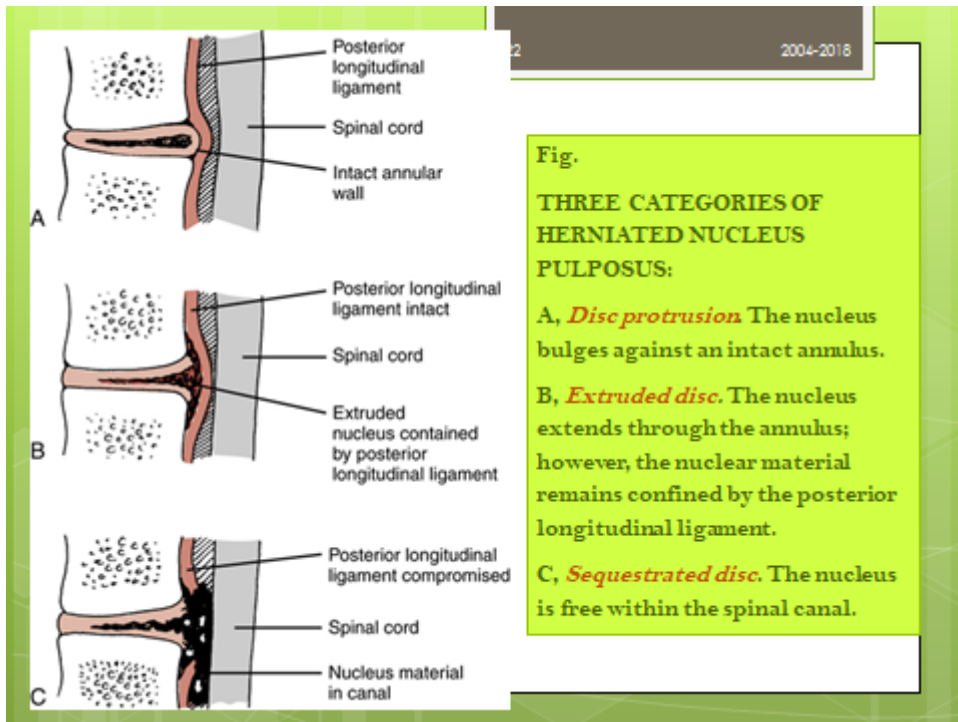 22
2004-2018
Posterior
longitudinal
ligament
Spinal cord
Intact annular
wall
A
Posterior longitudinal
ligament intact
Spinal cord
Extruded
nucleus contained
by posterior
longitudinal ligament
B
Posterior longitudinal
ligament compromised
Spinal cord
Nucleus material
in canal
C
Fig.
THREE CATEGORIES OF
HERNIATED NUCLEUS
PULPOSUS:
A, Disc protrusion. The nucleus
bulges against an intact annulus.
B, Extruded disc. The nucleus
extends through the annulus;
however, the nuclear material
remains confined by the posterior
longitudinal ligament.
C, Sequestrated disc. The nucleus
is free within the spinal canal.